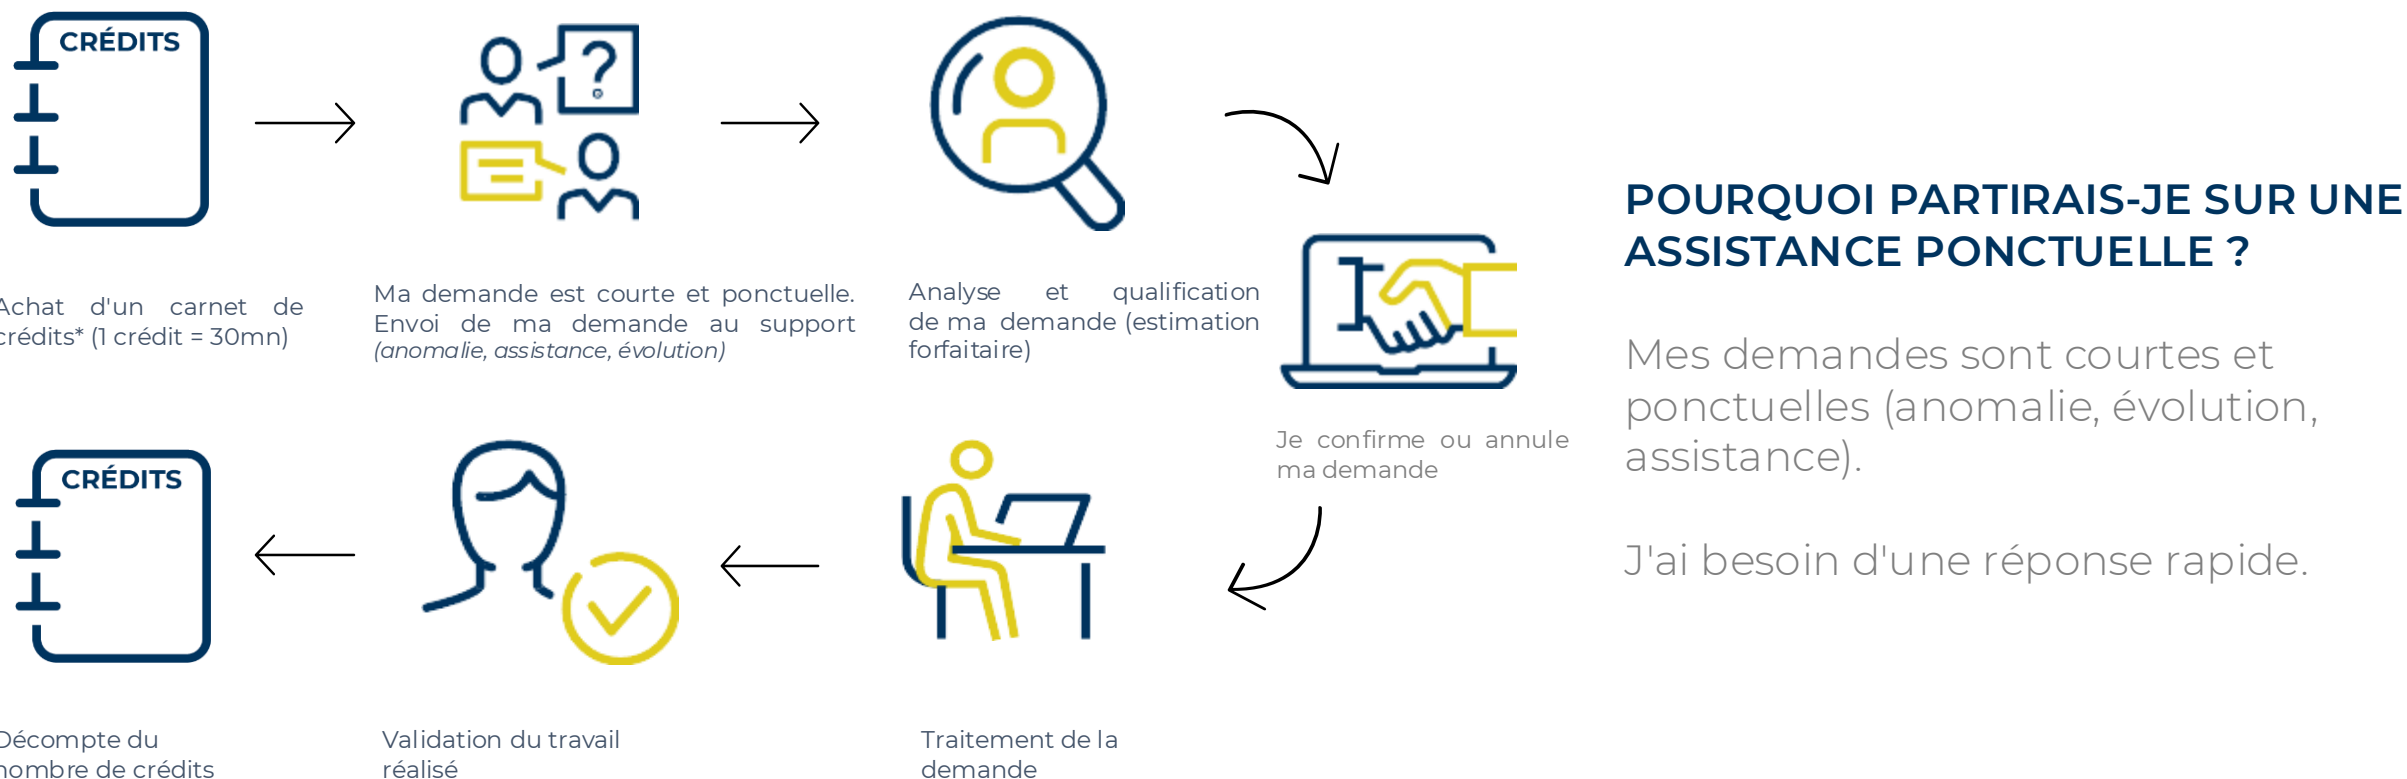 CRÉDITS
Achat d'un carnet de
crédits* (1 crédit = 30mn)
?
Ma demande est courte et ponctuelle.
Envoi de ma demande au support
(anomalie, assistance, évolution)
Analyse et qualification
de ma demande (estimation
forfaitaire)
Je confirme ou annule
ma demande
Traitement de la
demande
Validation du travail
réalisé
CRÉDITS
Décompte du
nombre de crédits
POURQUOI PARTIRAIS-JE SUR UNE
ASSISTANCE PONCTUELLE ?
Mes demandes sont courtes et
ponctuelles (anomalie, évolution,
assistance).
J'ai besoin d'une réponse rapide.